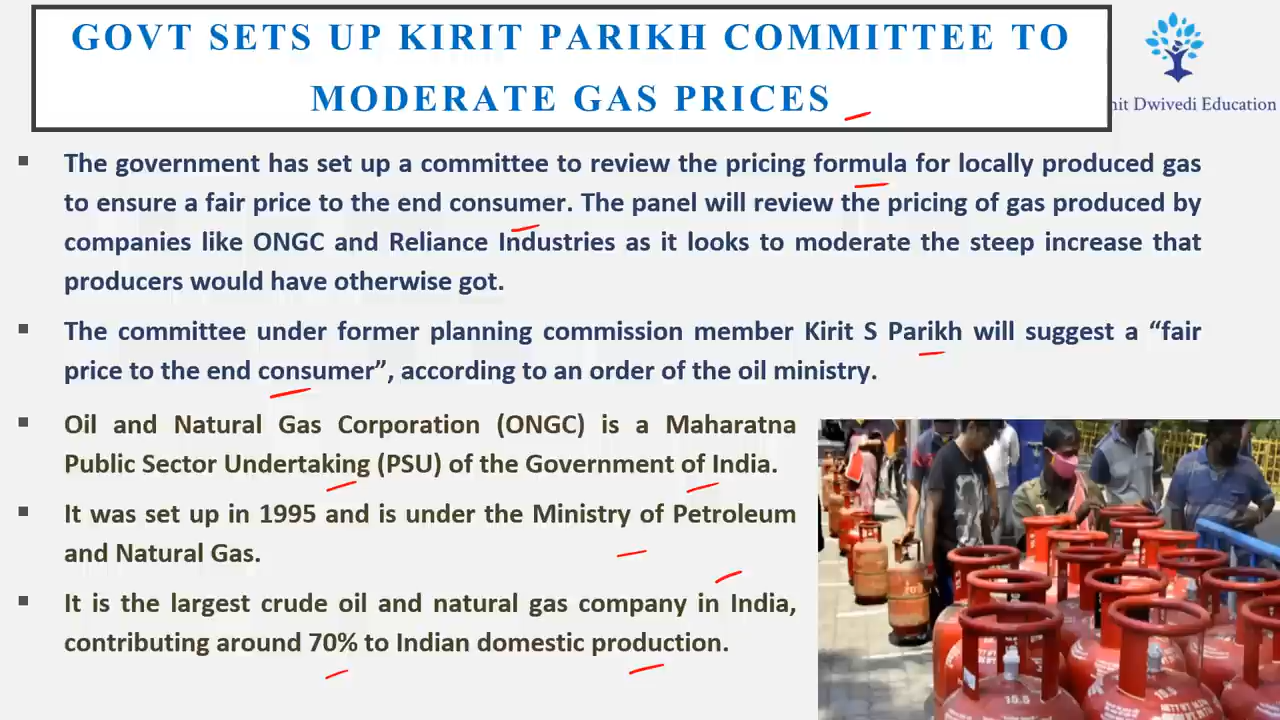 GOVT SETS UP KIRIT PARIKH COMMITTEE TO
MODERATE GAS PRICES
Dwivedi Education
▪ The government has set up a committee to review the pricing formula for locally produced gas
to ensure a fair price to the end consumer. The panel will review the pricing of gas produced by
companies like ONGC and Reliance Industries as it looks to moderate the steep increase that
producers would have otherwise got.
▪ The committee under former planning commission member Kirit S Parikh will suggest a “fair
price to the end consumer”, according to an order of the oil ministry.
▪ Oil and Natural Gas Corporation (ONGC) is a Maharatna
Public Sector Undertaking (PSU) of the Government of India.
▪ It was set up in 1995 and is under the Ministry of Petroleum
and Natural Gas.
▪ It is the largest crude oil and natural gas company in India,
contributing around 70% to Indian domestic production.
15.5
15.5